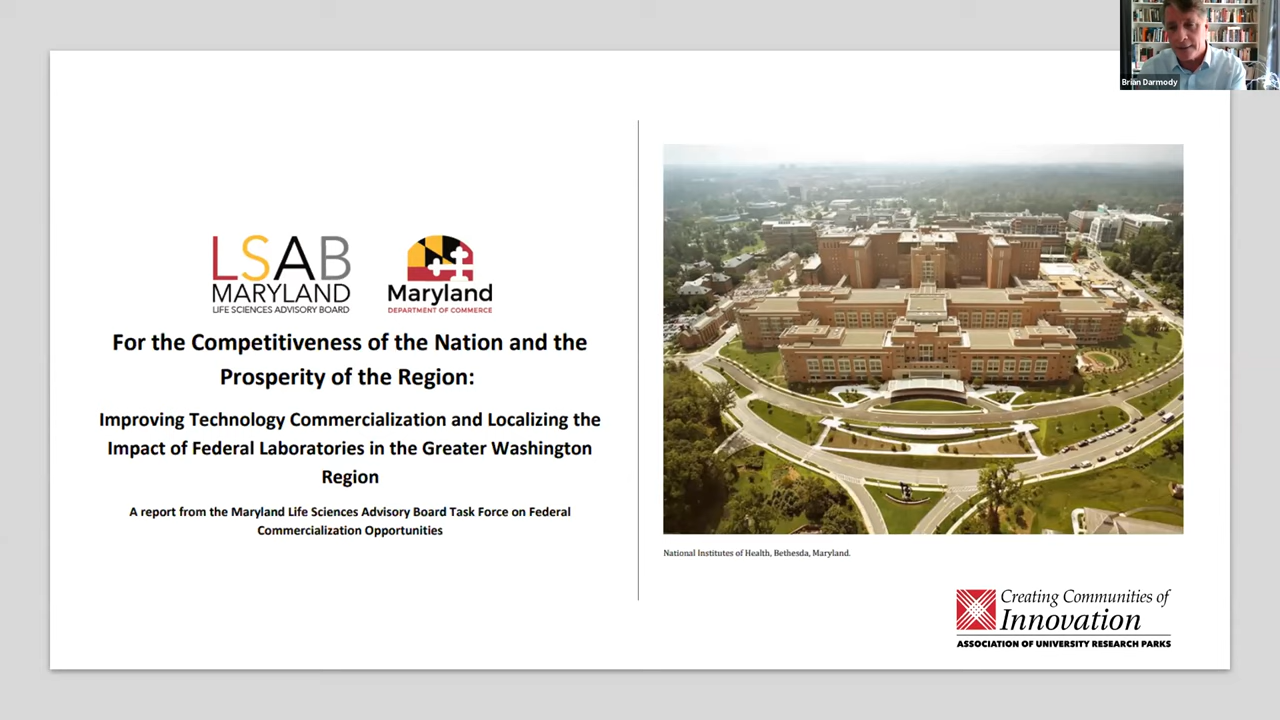 Brian Darmody
LSAB
MARYLAND
LIFE SCIENCES ADVISORY BOARD
Maryland
DEPARTMENT OF COMMERCE
For the Competitiveness of the Nation and the
Prosperity of the Region:
Improving Technology Commercialization and Localizing the
Impact of Federal Laboratories in the Greater Washington
Region
A report from the Maryland Life Sciences Advisory Board Task Force on Federal
Commercialization Opportunities
National Institutes of Health, Bethesda, Maryland.
Creating Communities of
Innovation
ASSOCIATION OF UNIVERSITY RESEARCH PARKS